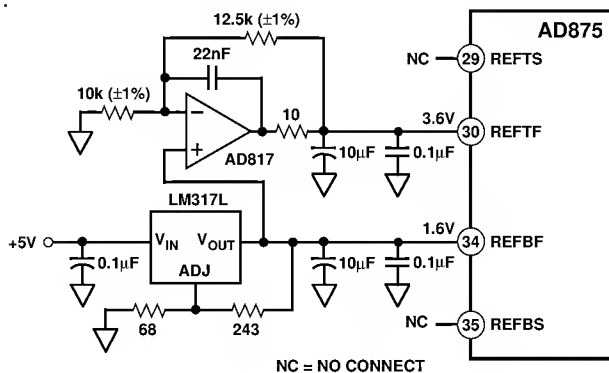 12.5k (±1%)
AD875
22nF
NC
29 REFTS
10k (±1%)
10
3.6V
30 REFTF
AD817
10µF
0.1µF
LM317L
1.6V
+5V
VIN
VOUT
34 REFBF
0.1µF
ADJ
10µF
0.1µF
68
243
NC
35 REFBS
NC = NO CONNECT